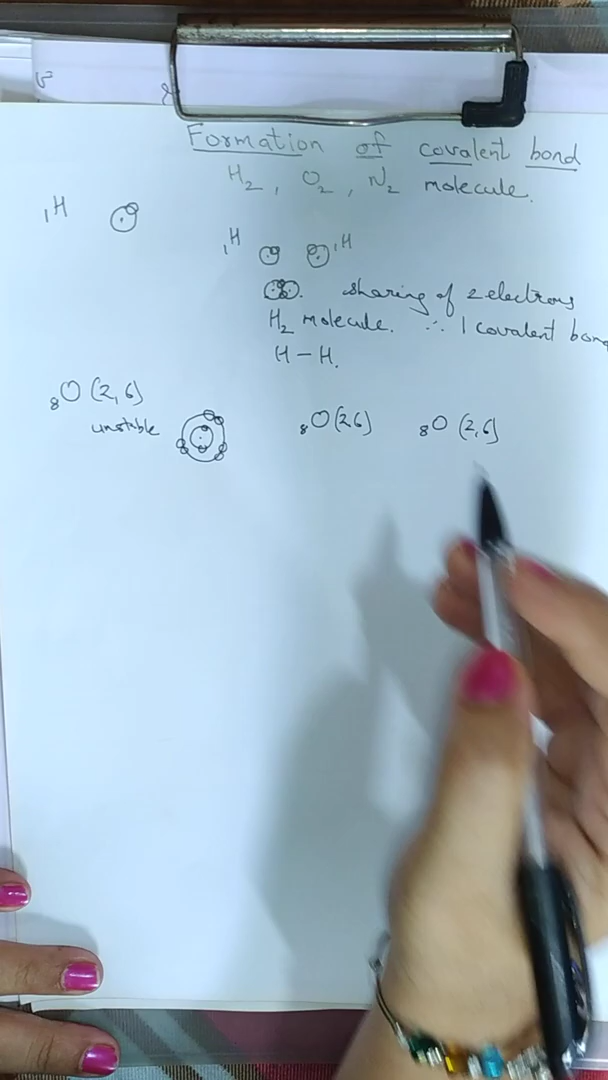 Formation of covalent bond
H₂, O₂, N₂ molecule.
₁H
₁H ₁H
sharing of 2 electrons
H₂ molecule. ∴ 1 covalent bon
H – H.
₈O (2,6)
unstable
₈O (2,6) ₈O (2,6)